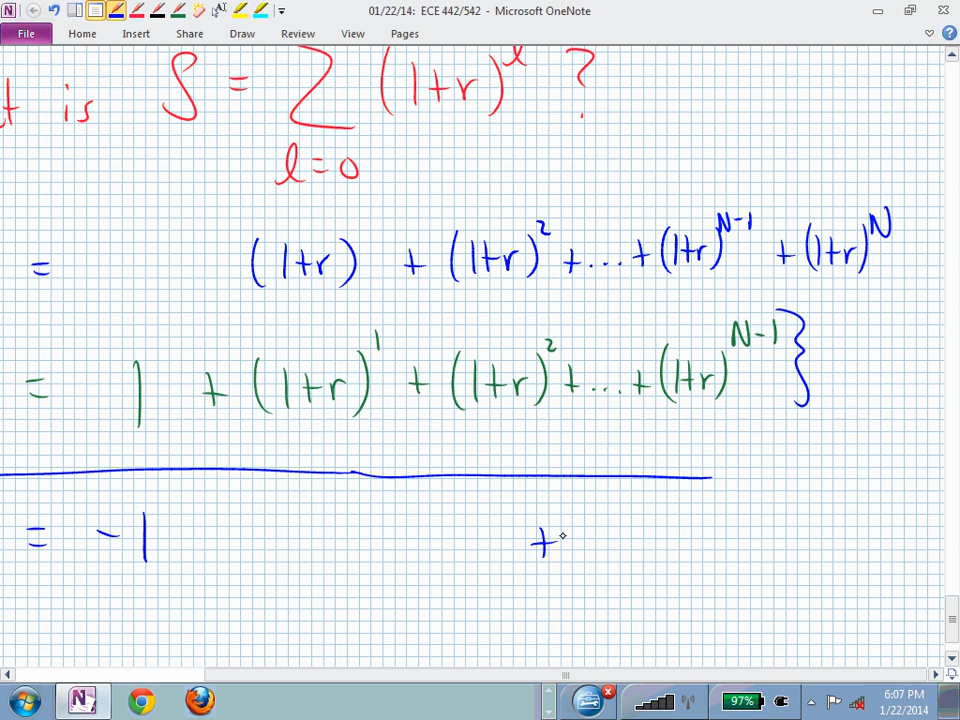 01/22/14: ECE 442/542 - Microsoft OneNote
File Home Insert Share Draw Review View Pages
t is S = ∑ (1+r)^l ?
l=0
= (1+r) + (1+r)^2 + ... + (1+r)^N-1 + (1+r)^N
= 1 + (1+r)^1 + (1+r)^2 + ... + (1+r)^N-1 }
= -1 +
97% 6:07 PM
1/22/2014